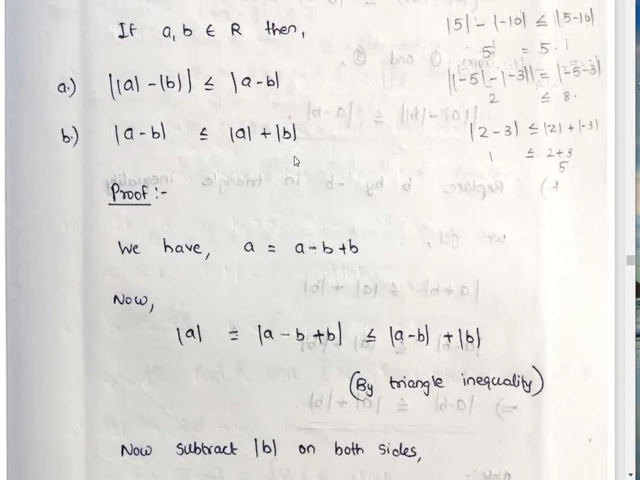 If a, b ∈ R then,
a.) ||a| - |b|| ≤ |a-b|
b.) |a-b| ≤ |a| + |b|
|5| - |-10| ≤ |5-10|
5 = 5.
||-5| - |-3|| = |-5-3|
2 ≤ 8.
|2-3| ≤ |2| + |-3|
1 ≤ 2+3
5.
Proof :-
We have, a = a-b+b
Now,
|a| = |a-b+b| ≤ |a-b| + |b|
(By triangle inequality)
Now subtract |b| on both sides,